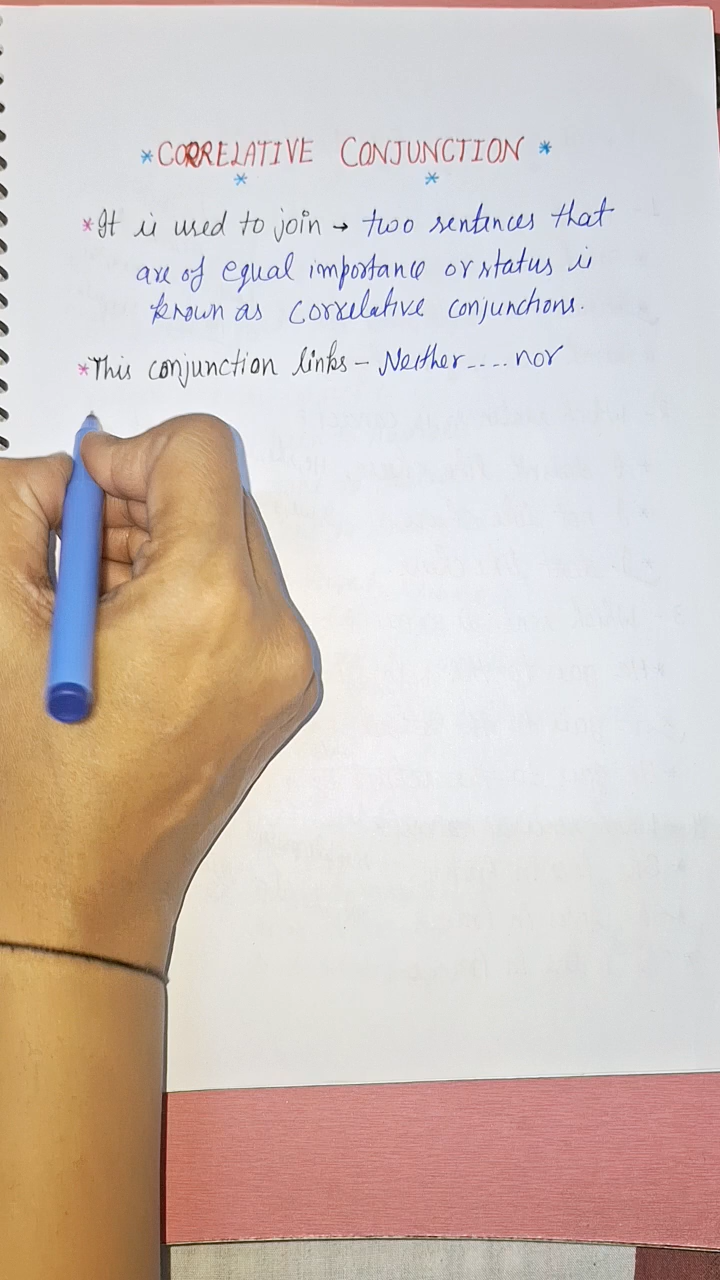 *CORRELATIVE CONJUNCTION *
* *
*It is used to join → two sentences that
are of equal importance or status is
known as correlative conjunctions.
*This conjunction links – Neither.....nor